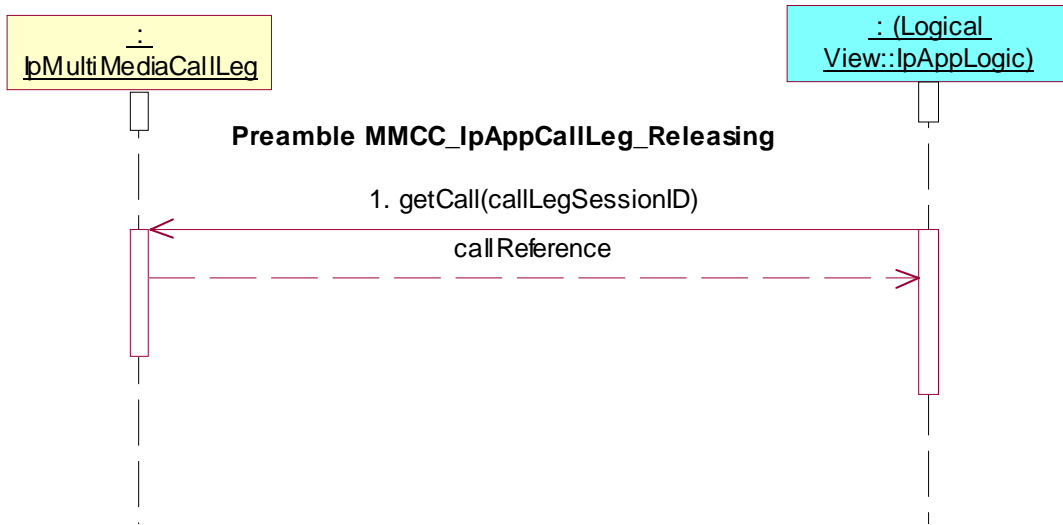 :
IpMultiMediaCallLeg
: (Logical
View::IpAppLogic)
Preamble MMCC_IpAppCallLeg_Releasing
1. getCall(callLegSessionID)
callReference